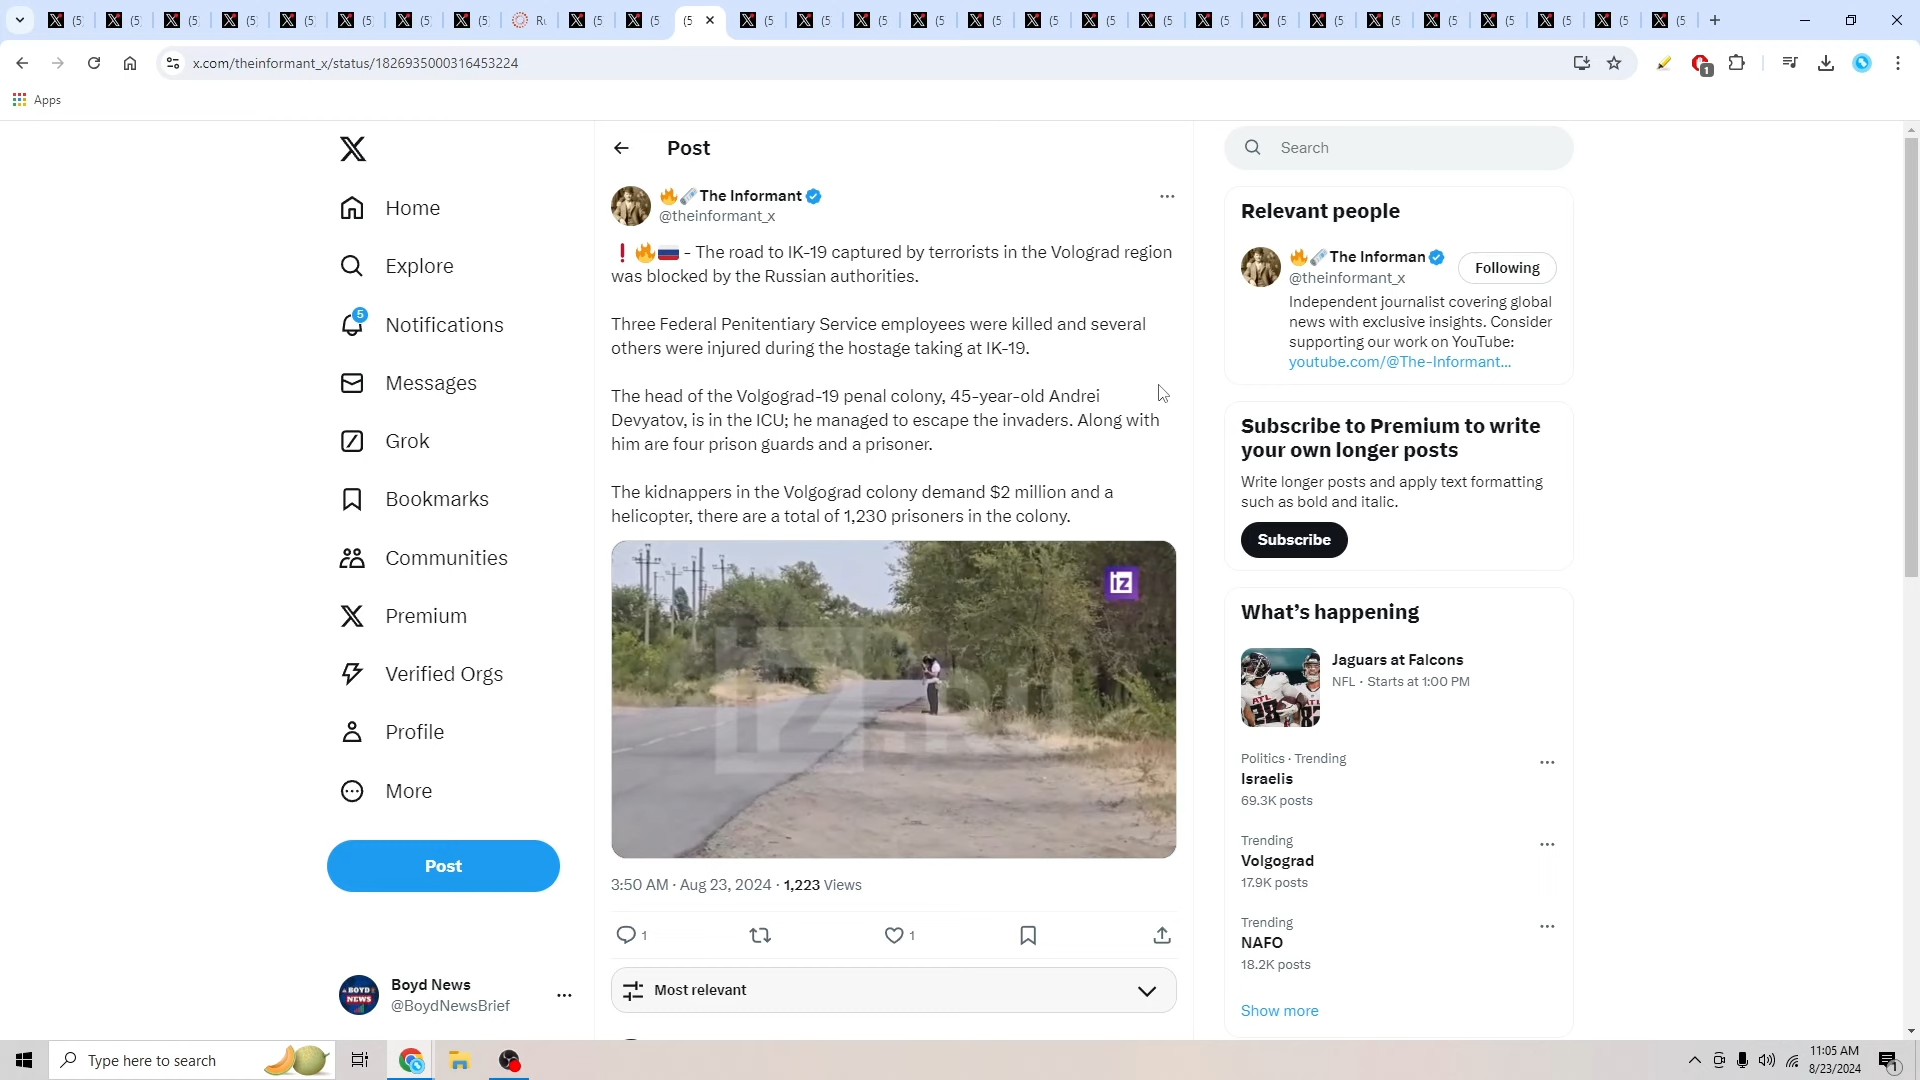 x.com/theinformant_x/status/1826935000316453224
1
Apps
Post
Search
Home
Explore
5
Notifications
Messages
Grok
Bookmarks
Communities
Premium
Verified Orgs
Profile
More
Post
Boyd News
@BoydNewsBrief
BOYD
NEWS
The Informant
@theinformant_x
- The road to IK-19 captured by terrorists in the Volograd region
was blocked by the Russian authorities.
Three Federal Penitentiary Service employees were killed and several
others were injured during the hostage taking at IK-19.
The head of the Volgograd-19 penal colony, 45-year-old Andrei
Devyatov, is in the ICU; he managed to escape the invaders. Along with
him are four prison guards and a prisoner.
The kidnappers in the Volgograd colony demand $2 million and a
helicopter, there are a total of 1,230 prisoners in the colony.
iz
3:50 AM · Aug 23, 2024 · 1,223 Views
1
1
Most relevant
Relevant people
The Informan
@theinformant_x
Following
Independent journalist covering global
news with exclusive insights. Consider
supporting our work on YouTube:
youtube.com/@The-Informant…
Subscribe to Premium to write
your own longer posts
Write longer posts and apply text formatting
such as bold and italic.
Subscribe
What's happening
Jaguars at Falcons
NFL · Starts at 1:00 PM
Politics · Trending
Israelis
69.3K posts
Trending
Volgograd
17.9K posts
Trending
NAFO
18.2K posts
Show more
Type here to search
11:05 AM
8/23/2024
1